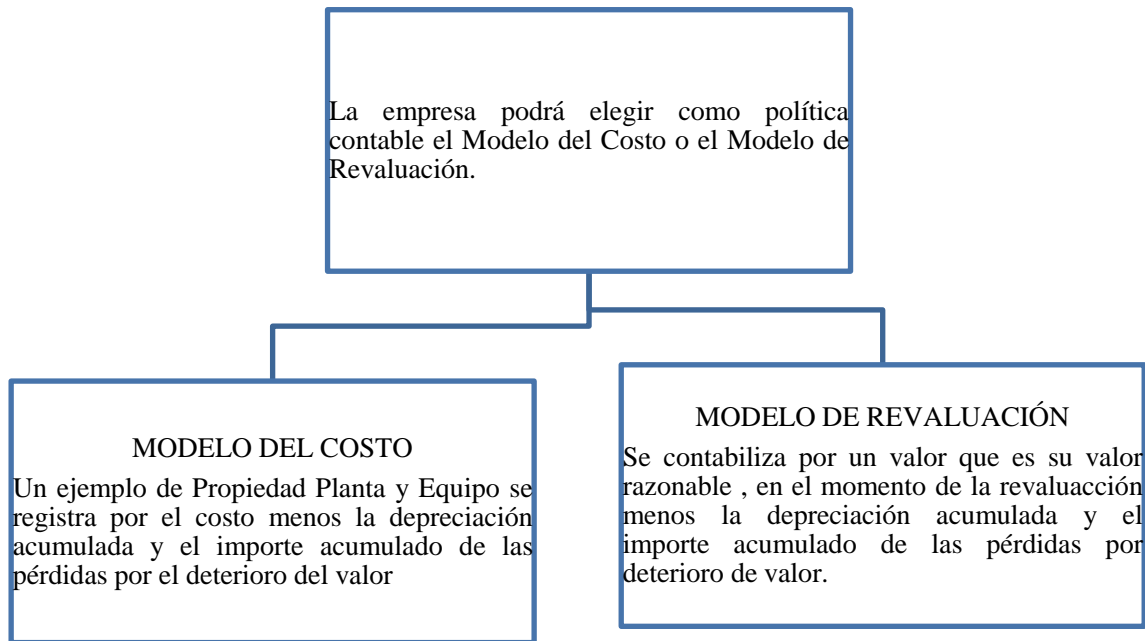 La empresa podrá elegir como política
contable el Modelo del Costo o el Modelo de
Revaluación.
MODELO DEL COSTO
Un ejemplo de Propiedad Planta y Equipo se
registra por el costo menos la depreciación
acumulada y el importe acumulado de las
pérdidas por el deterioro del valor
MODELO DE REVALUACIÓN
Se contabiliza por un valor que es su valor
razonable , en el momento de la revaluacción
menos la depreciación acumulada y el
importe acumulado de las pérdidas por
deterioro de valor.